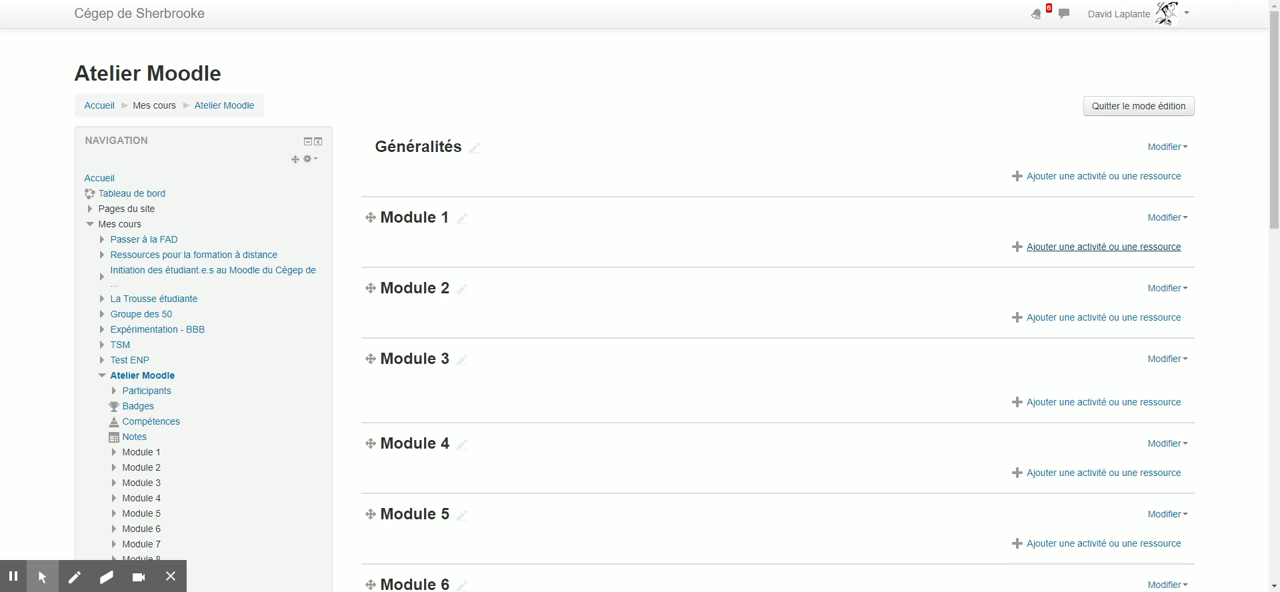 Cégep de Sherbrooke
6
David Laplante
Atelier Moodle
Accueil
Mes cours
Atelier Moodle
Quitter le mode édition
NAVIGATION
Accueil
Tableau de bord
Pages du site
Mes cours
Passer à la FAD
Ressources pour la formation à distance
Initiation des étudiant.e.s au Moodle du Cégep de
...
La Trousse étudiante
Groupe des 50
Expérimentation - BBB
TSM
Test ENP
Atelier Moodle
Participants
Badges
Compétences
Notes
Module 1
Module 2
Module 3
Module 4
Module 5
Module 6
Module 7
Module 8
Généralités
Modifier
Ajouter une activité ou une ressource
Module 1
Modifier
Ajouter une activité ou une ressource
Module 2
Modifier
Ajouter une activité ou une ressource
Module 3
Modifier
Ajouter une activité ou une ressource
Module 4
Modifier
Ajouter une activité ou une ressource
Module 5
Modifier
Ajouter une activité ou une ressource
Module 6
Modifier